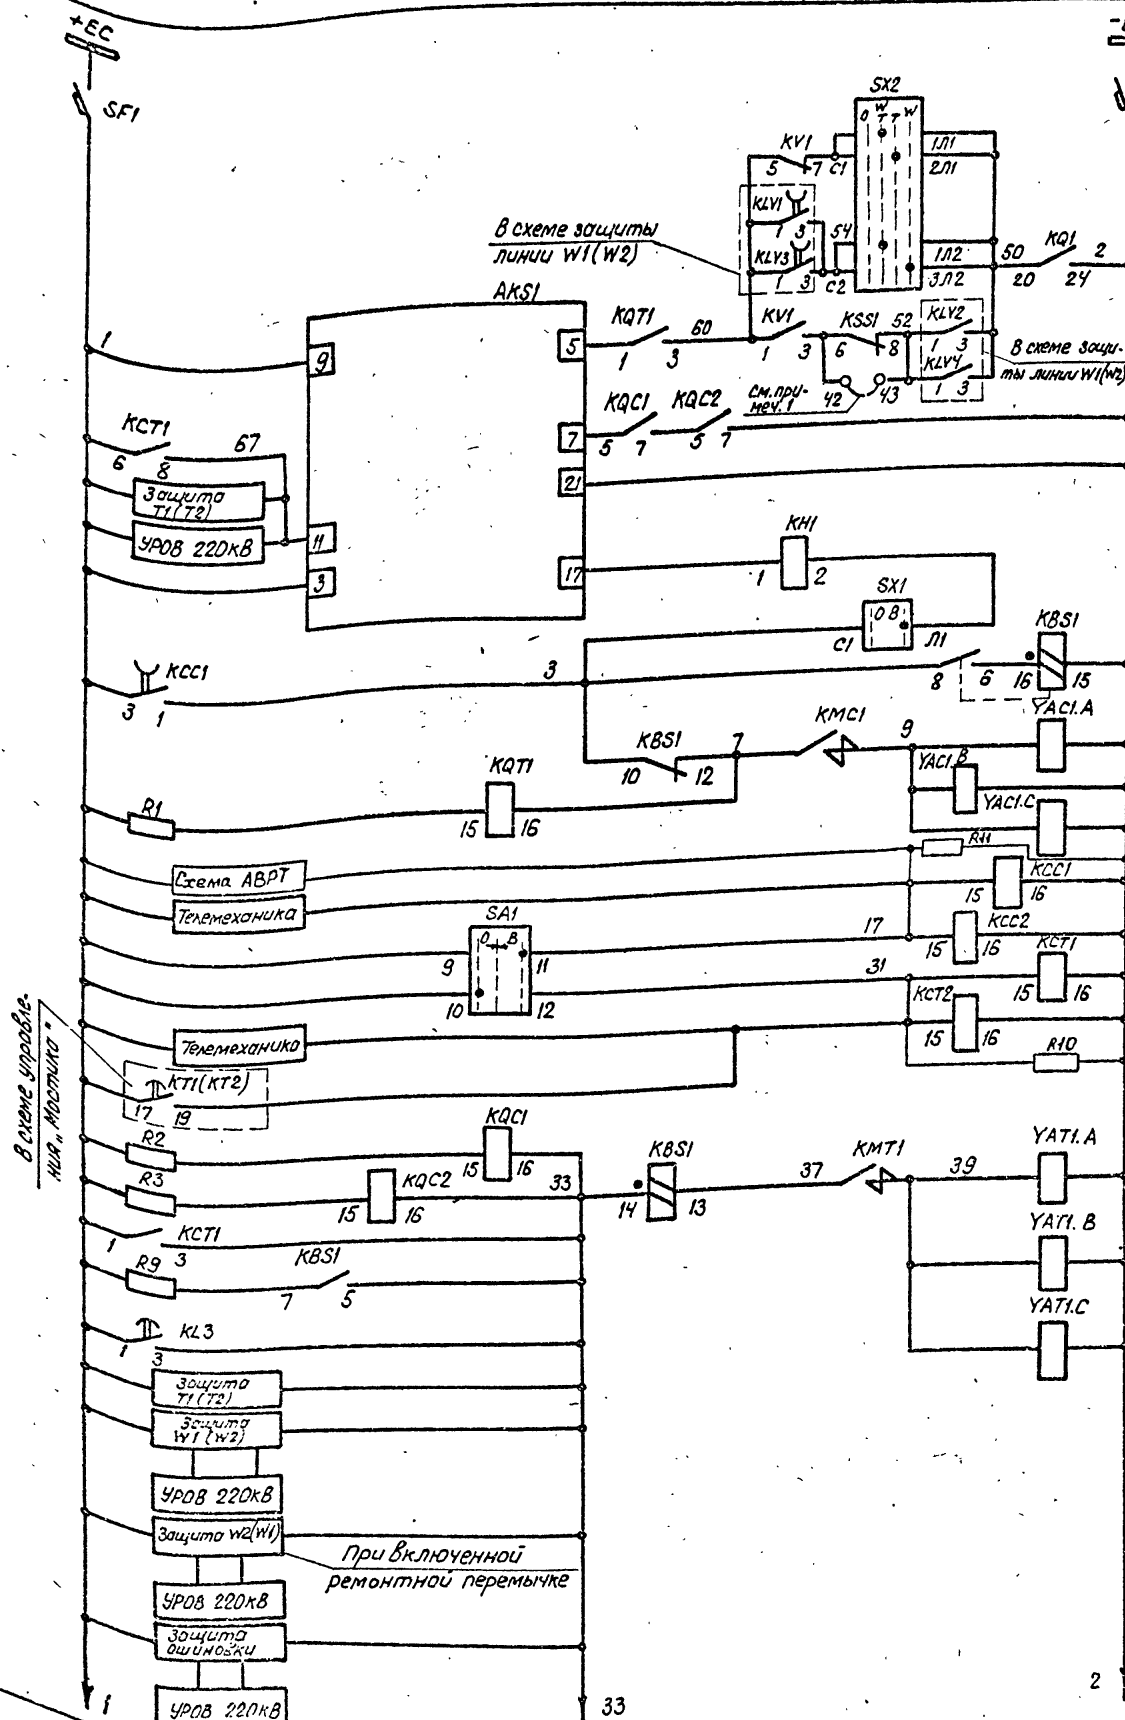 +EC
SF1
SX2
W
О Т Т W
KV1
5 7 C1
1Л1
2Л1
KLV1
1 3
54
KLV3
1 3 C2
1Л2
3Л2
50 KQ1 2
20 24
В схеме защиты
линии W1(W2)
AKS1
1
9
5
KQT1
1 3
60
KV1
1 3
KSS1
6 8
52
KLV2
1 3
KLV4
1 3
В схеме защи-
ты линии W1(W2)
42 43
См. при-
меч. 1
KQC1 KQC2
7
5 7 5 7
KCT1
6 8
67
21
Защита
T1(T2)
УРОВ 220кВ
11
3
17
KH1
1 2
SX1
О В
C1 Л1
KBS1
KCC1
3 1
3
8 6 16 15
YAC1.A
KBS1
10 12
7
KMC1
9
YAC1.B
YAC1.C
KQT1
15 16
R1
R11
Схема АВРТ
KCC1
15 16
Телемеханика
SA1
О В
9 11
10 12
17
KCC2
15 16
31
KCT1
15 16
KCT2
15 16
Телемеханика
R10
В схеме управле-
ния „Мостика"
KT1(KT2)
17 19
R2
KQC1
15 16
R3
KQC2
15 16
33
KBS1
14 13
37
KMT1
39
YAT1.A
KCT1
1 3
YAT1.B
R9
KBS1
7 5
YAT1.C
KL3
1 3
Защита
T1(T2)
Защита
W1(W2)
УРОВ 220кВ
Защита W2(W1)
При включенной
ремонтной перемычке
УРОВ 220кВ
Защита
ошиновки
УРОВ 220кВ
1
33
2